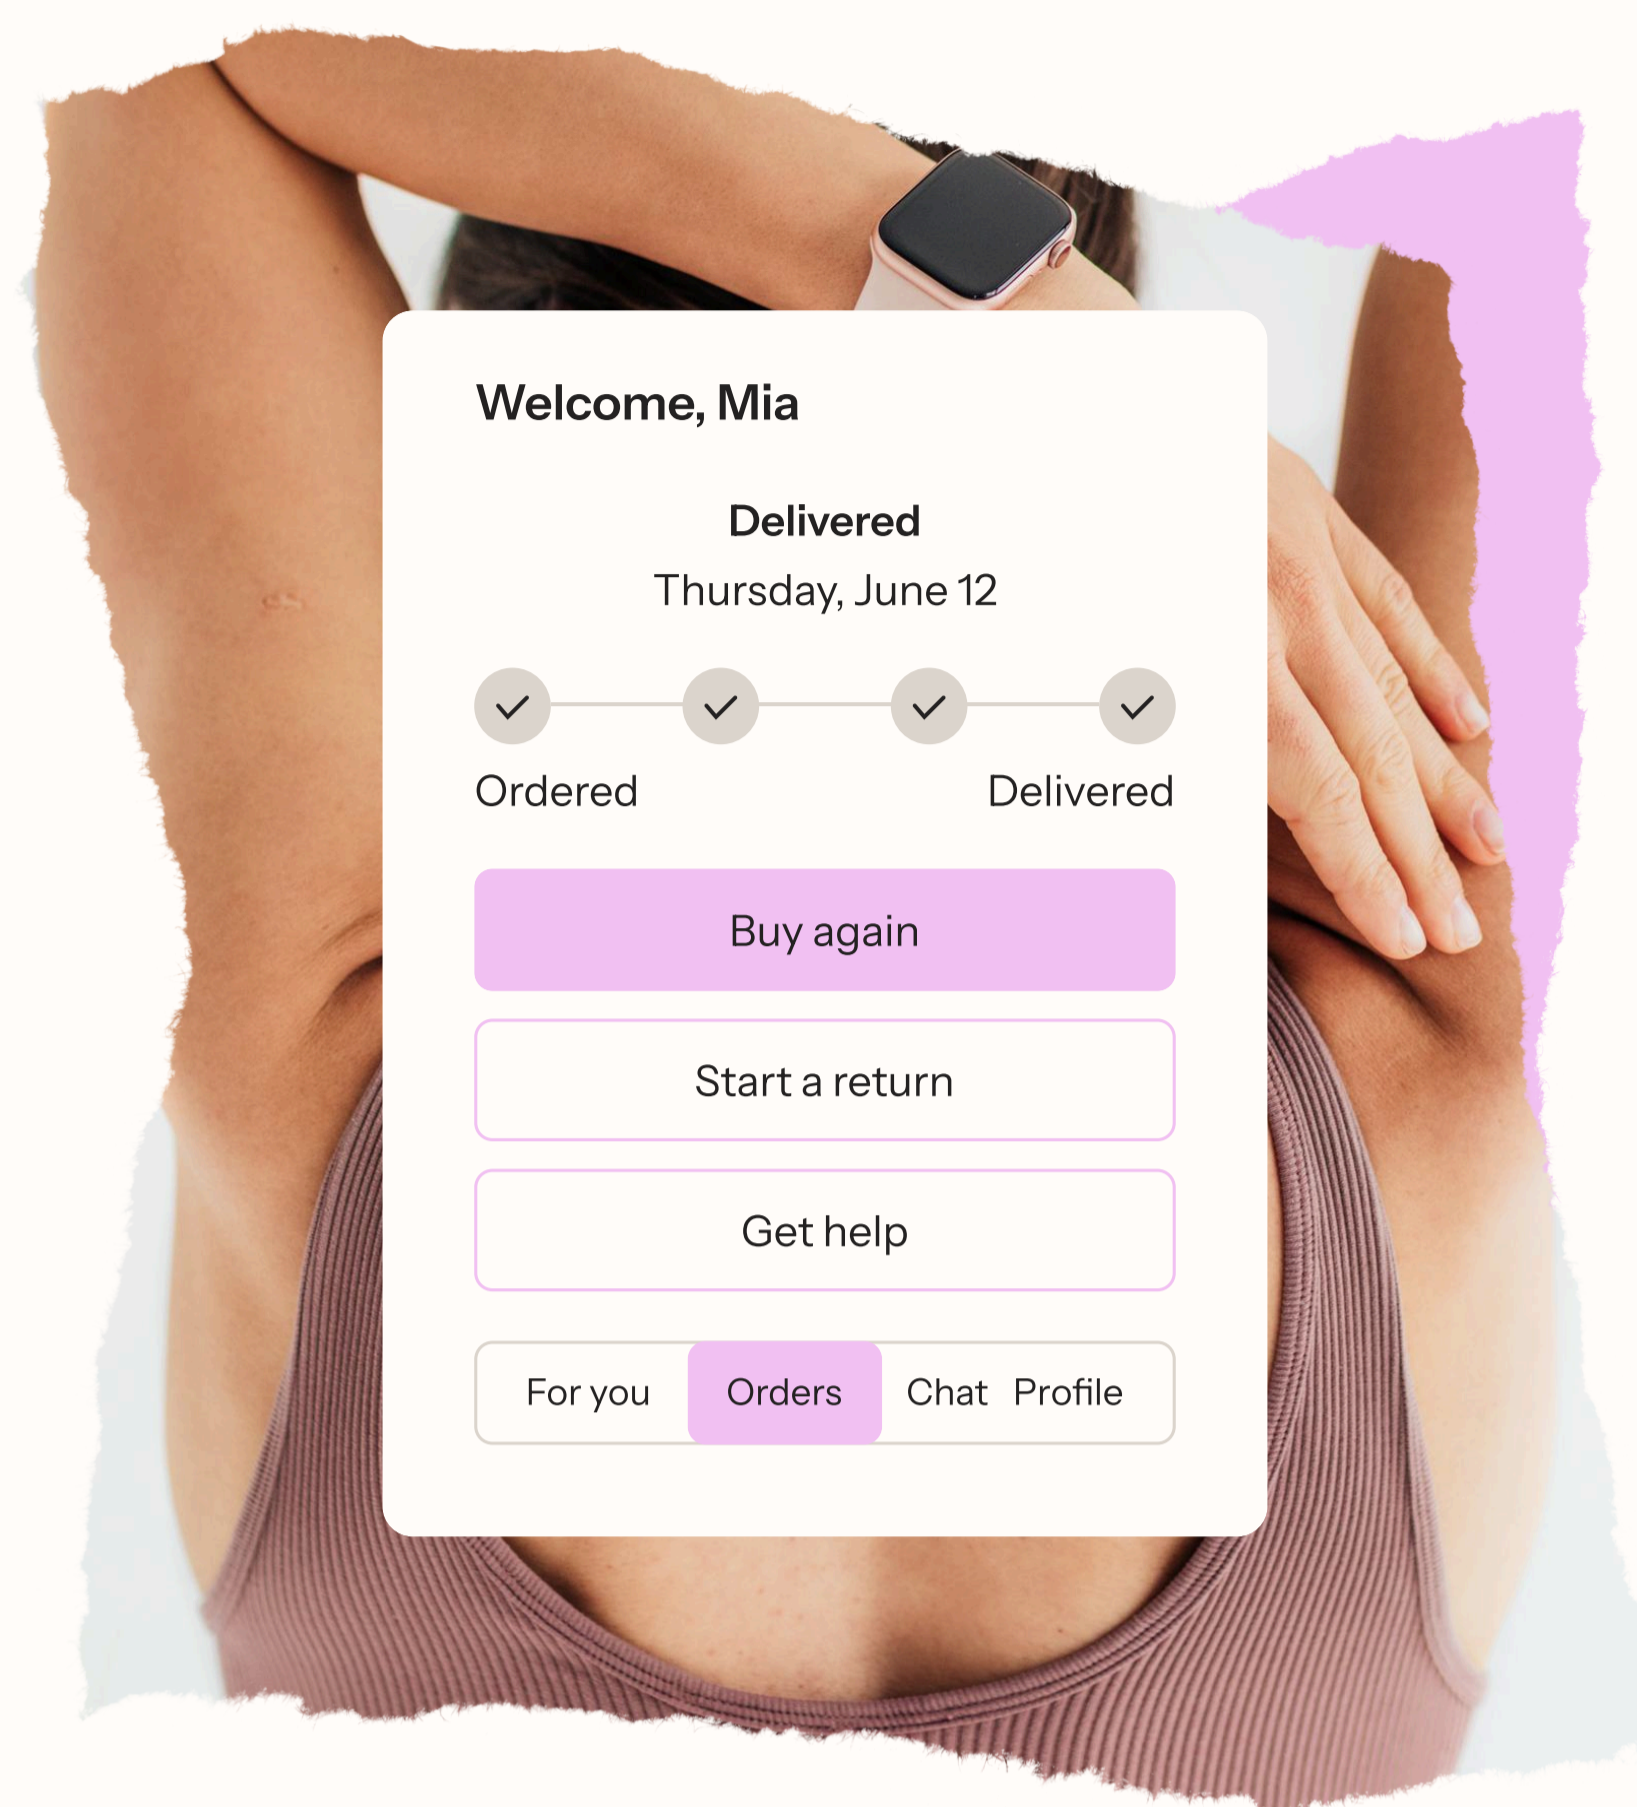 Welcome, Mia
Delivered
Thursday, June 12
Ordered Delivered
Buy again
Start a return
Get help
For you Orders Chat Profile